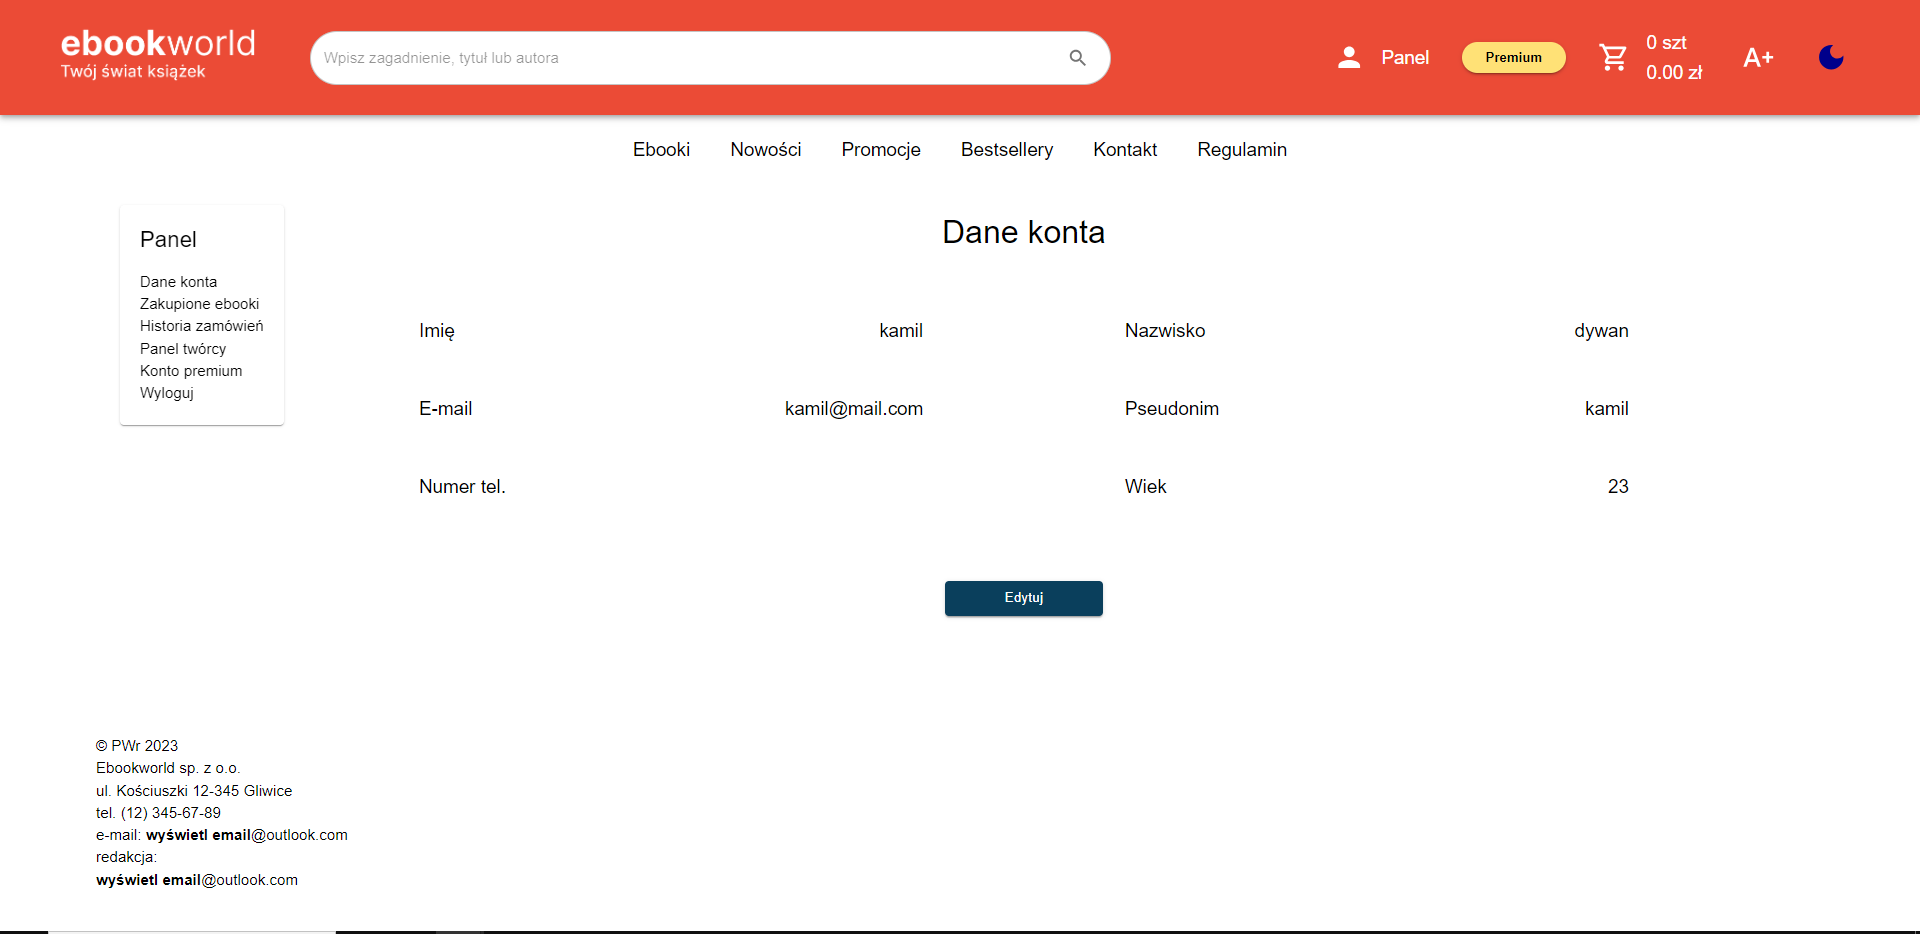 ebookworld
Twój świat książek
Wpisz zagadnienie, tytuł lub autora
Panel
Premium
0 szt
0.00 zł
A+
Ebooki Nowości Promocje Bestsellery Kontakt Regulamin
Panel
Dane konta
Zakupione ebooki
Historia zamówień
Panel twórcy
Konto premium
Wyloguj
Dane konta
Imię kamil Nazwisko dywan
E-mail kamil@mail.com Pseudonim kamil
Numer tel. Wiek 23
Edytuj
© PWr 2023
Ebookworld sp. z o.o.
ul. Kościuszki 12-345 Gliwice
tel. (12) 345-67-89
e-mail: wyświetl email@outlook.com
redakcja:
wyświetl email@outlook.com